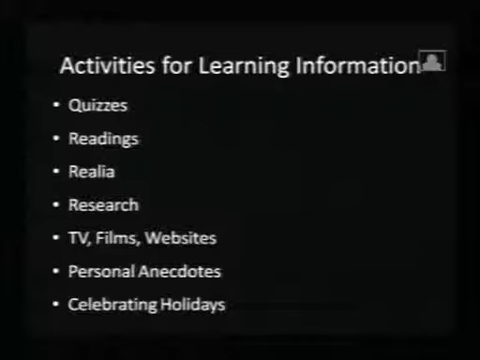 Activities for Learning Information
• Quizzes
• Readings
• Realia
• Research
• TV, Films, Websites
• Personal Anecdotes
• Celebrating Holidays